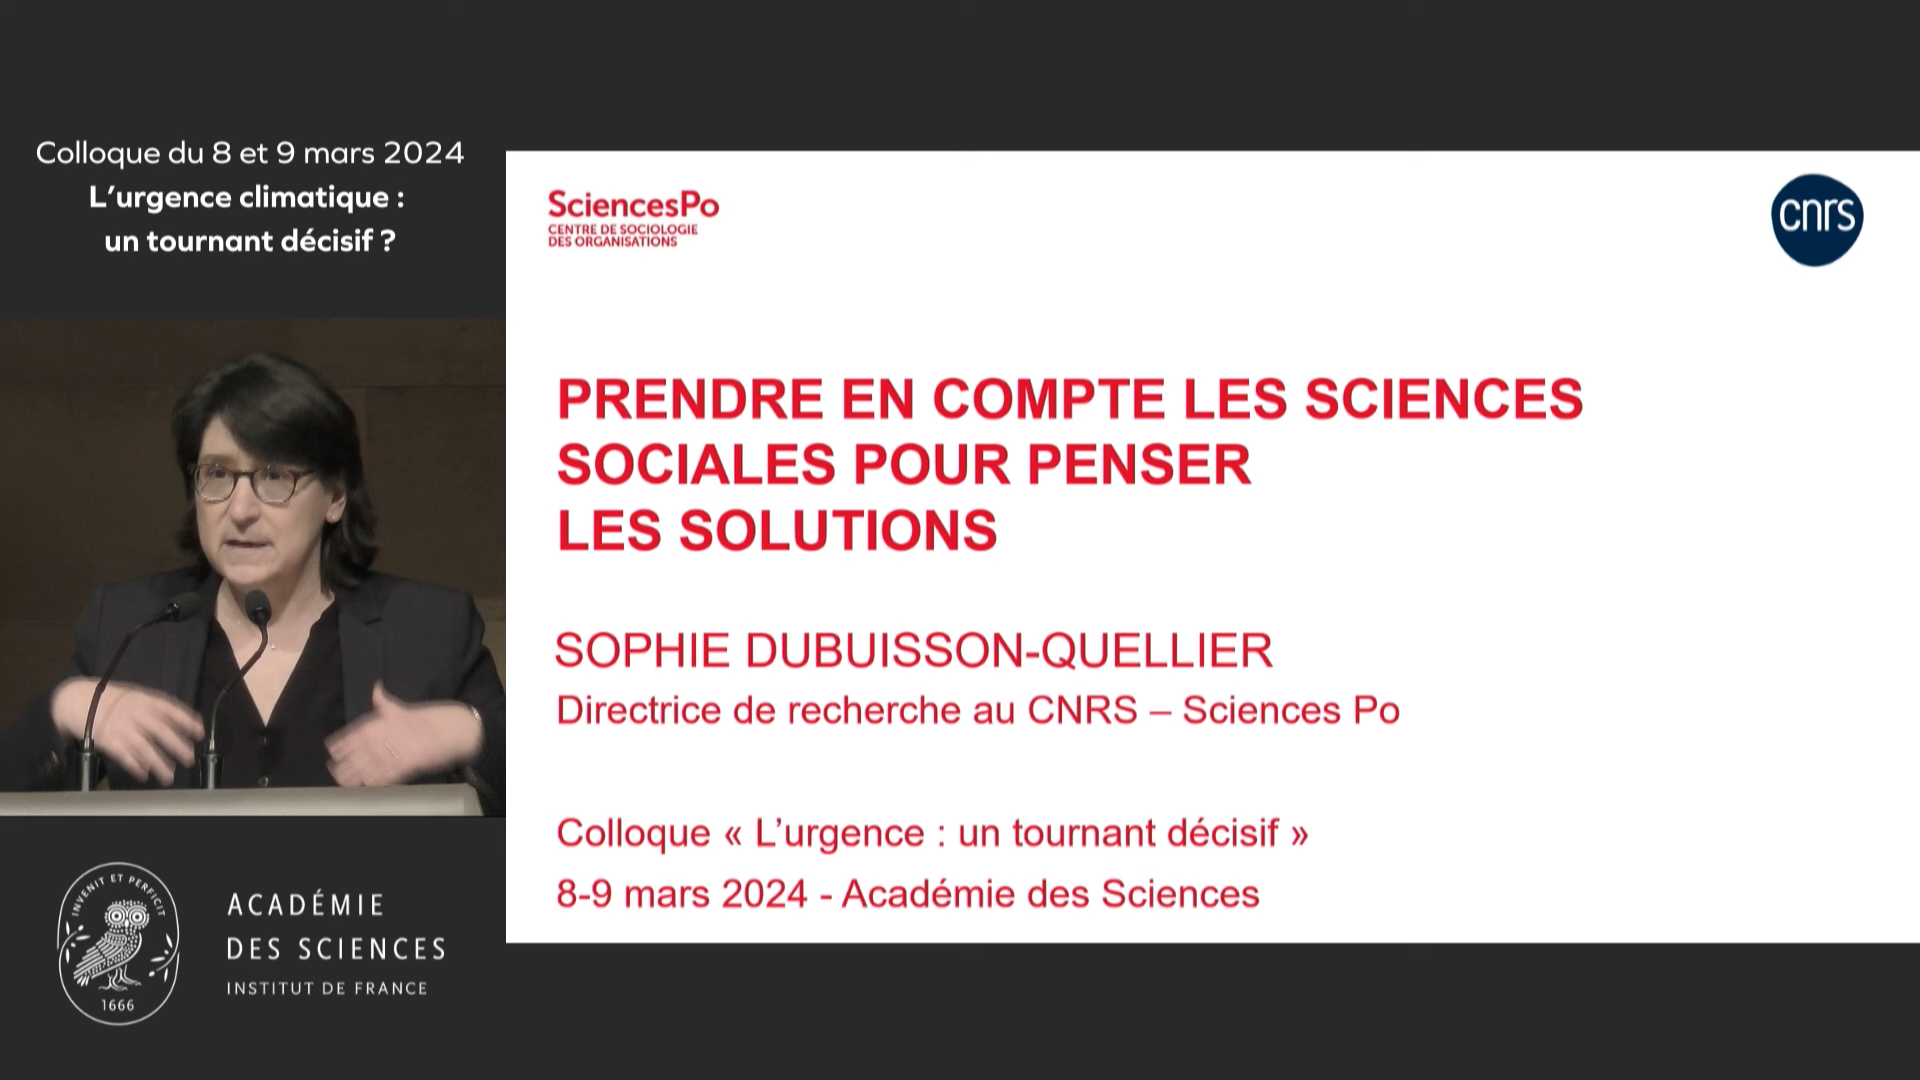 Colloque du 8 et 9 mars 2024
L'urgence climatique :
un tournant décisif ?
SciencesPo
CENTRE DE SOCIOLOGIE
DES ORGANISATIONS
cnrs
PRENDRE EN COMPTE LES SCIENCES
SOCIALES POUR PENSER
LES SOLUTIONS
SOPHIE DUBUISSON-QUELLIER
Directrice de recherche au CNRS – Sciences Po
Colloque « L'urgence : un tournant décisif »
8-9 mars 2024 - Académie des Sciences
INVENIT ET PERFICIT
1666
ACADÉMIE
DES SCIENCES
INSTITUT DE FRANCE